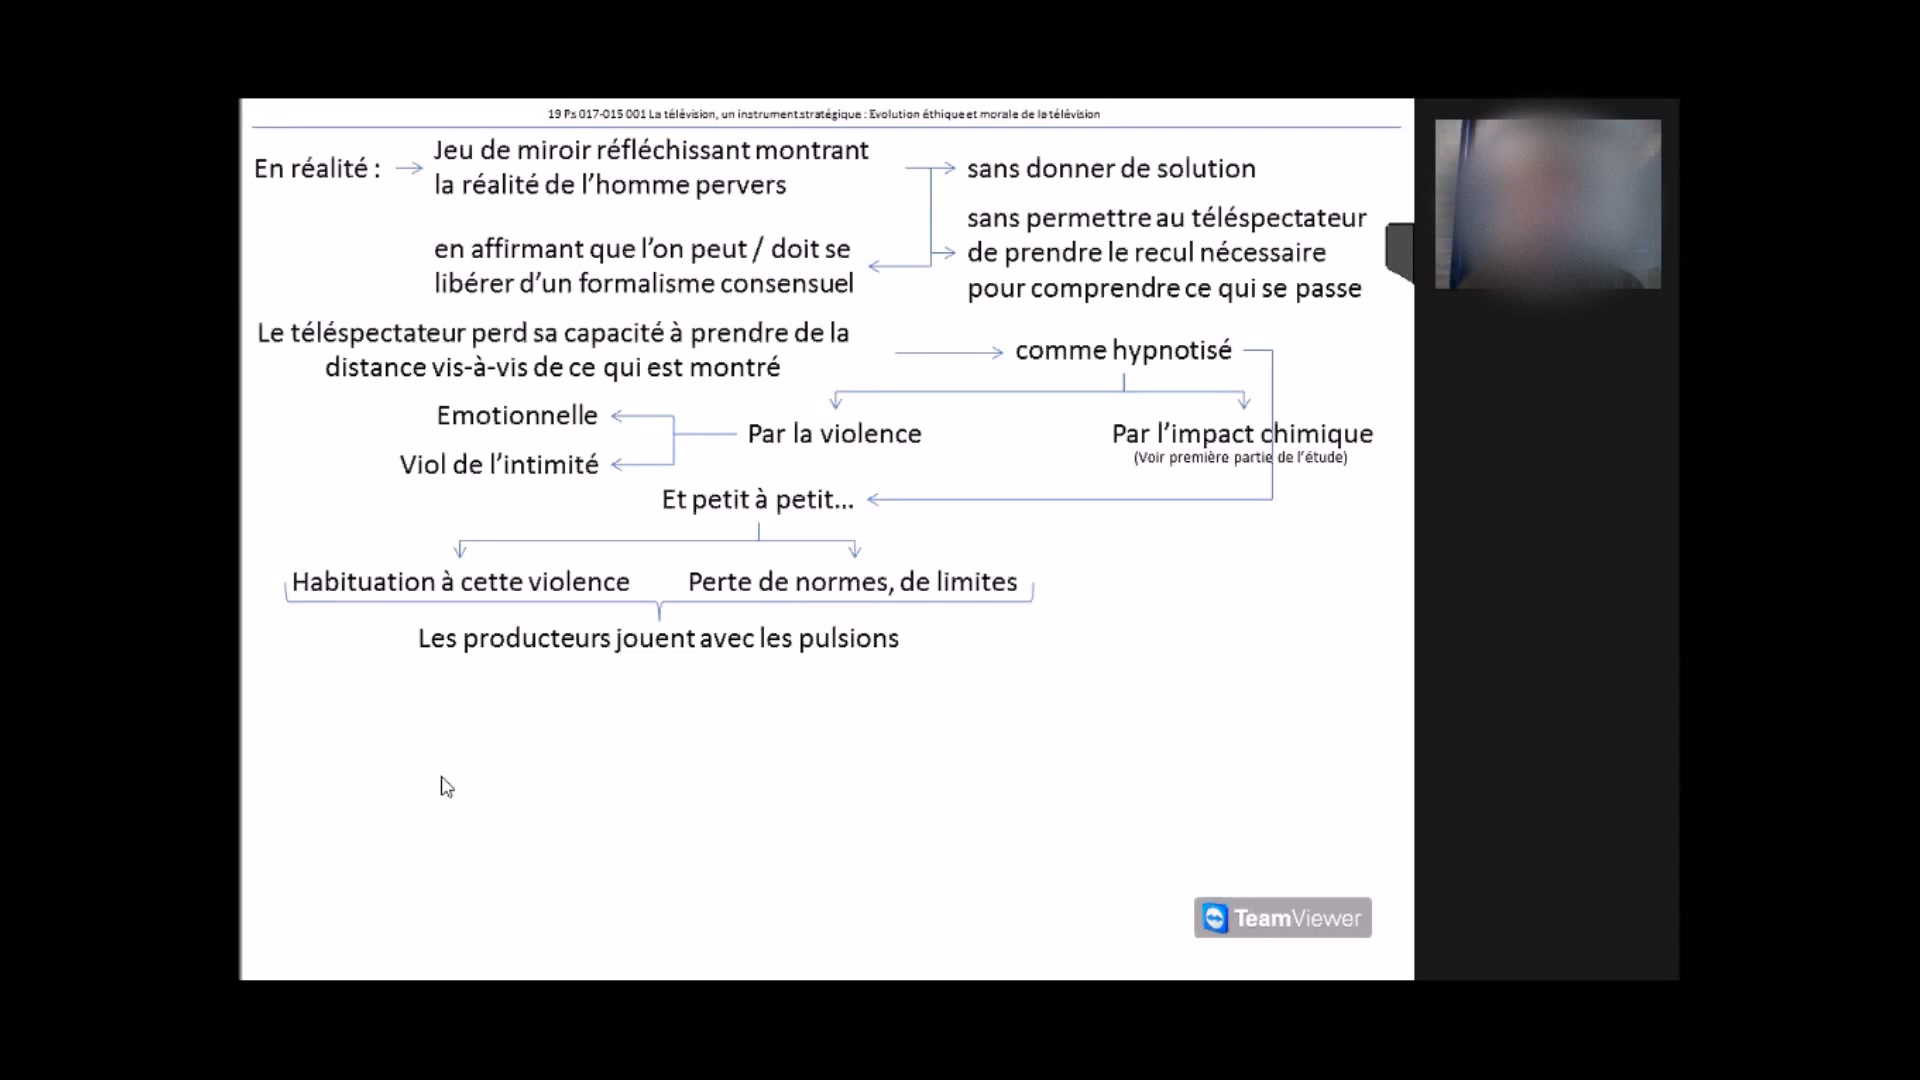 19 Ps 017-015 001 La télévision, un instrument stratégique : Evolution éthique et morale de la télévision
En réalité :
Jeu de miroir réfléchissant montrant
la réalité de l’homme pervers
sans donner de solution
en affirmant que l’on peut / doit se
libérer d’un formalisme consensuel
sans permettre au téléspectateur
de prendre le recul nécessaire
pour comprendre ce qui se passe
Le téléspectateur perd sa capacité à prendre de la
distance vis-à-vis de ce qui est montré
comme hypnotisé
Emotionnelle
Viol de l’intimité
Par la violence
Par l’impact chimique
(Voir première partie de l’étude)
Et petit à petit...
Habituation à cette violence
Perte de normes, de limites
Les producteurs jouent avec les pulsions
TeamViewer